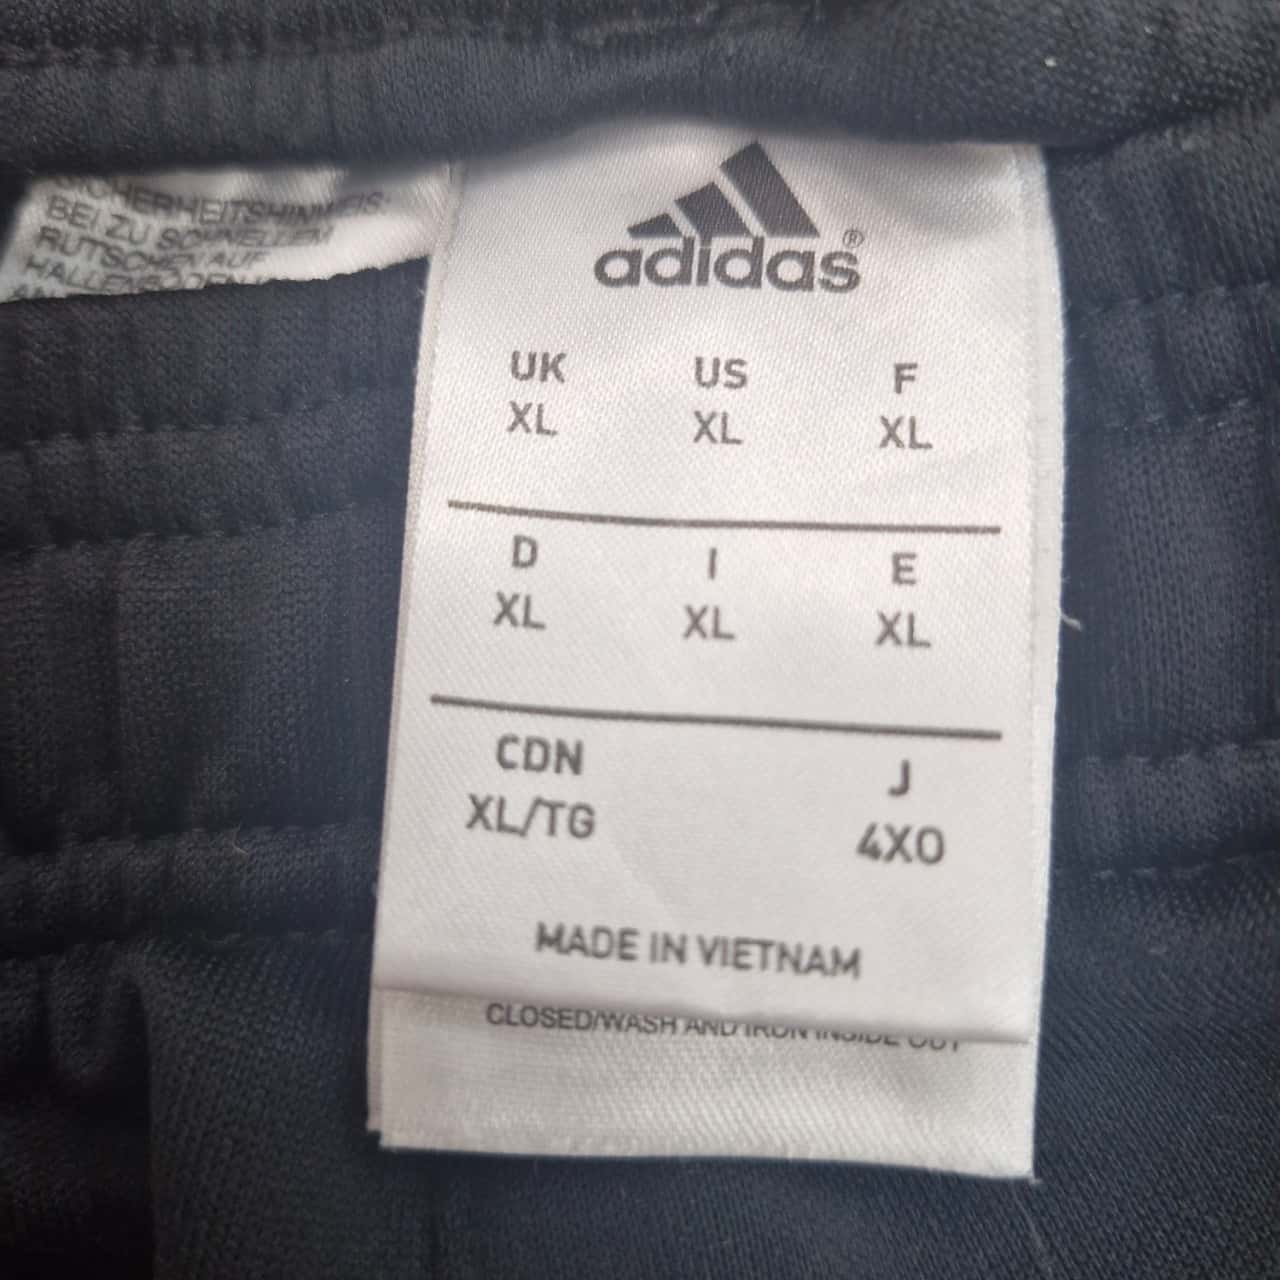 SICHERHEITSHINWEIS:
BEI ZU SCHNELLEM
RUTSCHEN AUF
HALLENBÖDEN
adidas®
UK US F
XL XL XL
D I E
XL XL XL
CDN J
XL/TG 4XO
MADE IN VIETNAM
CLOSED/WASH AND IRON INSIDE OUT